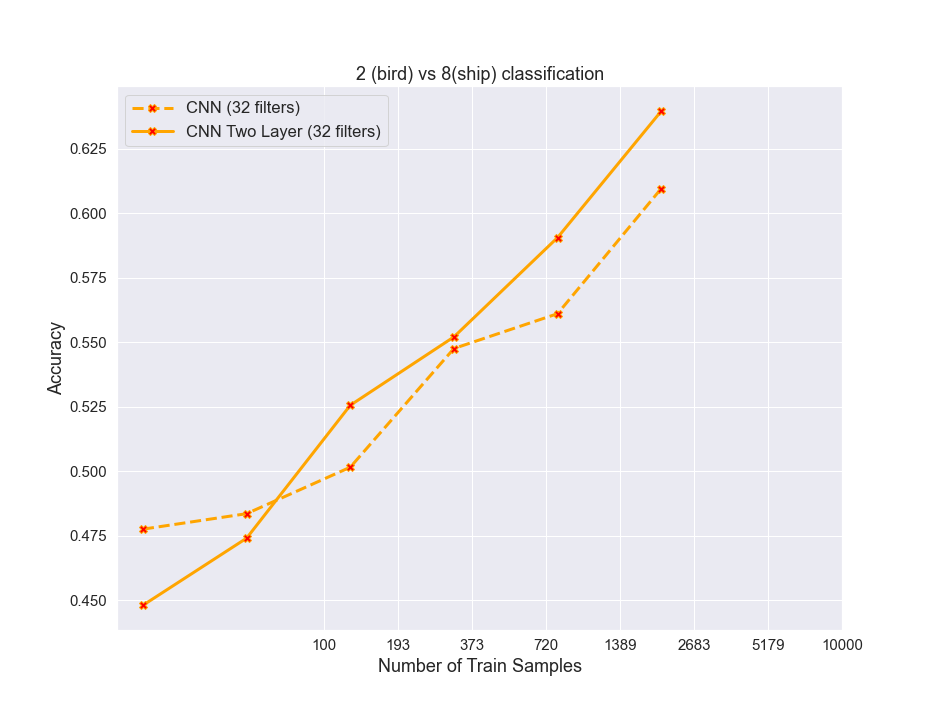 2 (bird) vs 8(ship) classification
CNN (32 filters)
CNN Two Layer (32 filters)
0.625
0.600
0.575
0.550
0.525
0.500
0.475
0.450
Accuracy
100 193 373 720 1389 2683 5179 10000
Number of Train Samples